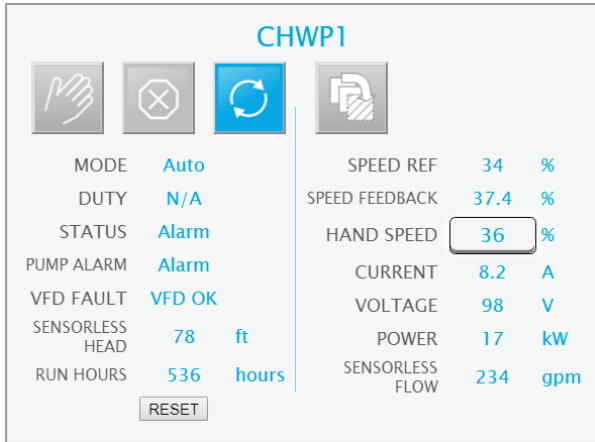 CHWP1
MODE Auto
DUTY N/A
STATUS Alarm
PUMP ALARM Alarm
VFD FAULT VFD OK
SENSORLESS
HEAD 78 ft
RUN HOURS 536 hours
RESET
SPEED REF 34 %
SPEED FEEDBACK 37.4 %
HAND SPEED 36 %
CURRENT 8.2 A
VOLTAGE 98 V
POWER 17 kW
SENSORLESS
FLOW 234 gpm